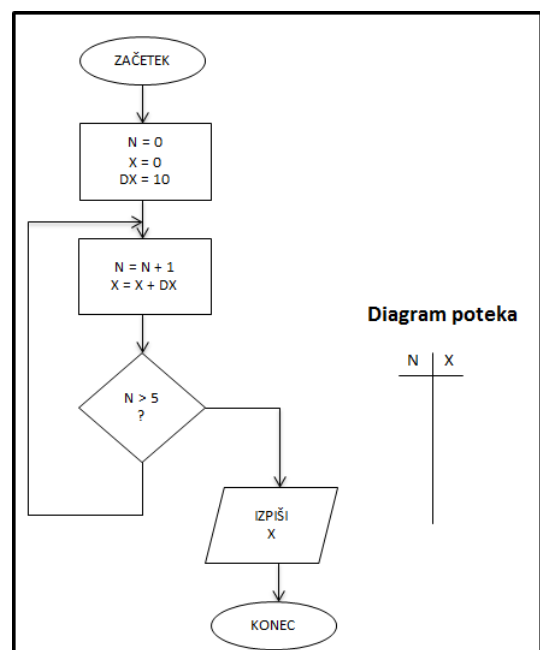 ZAČETEK
N = 0
X = 0
DX = 10
N = N + 1
X = X + DX
Diagram poteka
N X
N > 5
?
IZPIŠI
X
KONEC